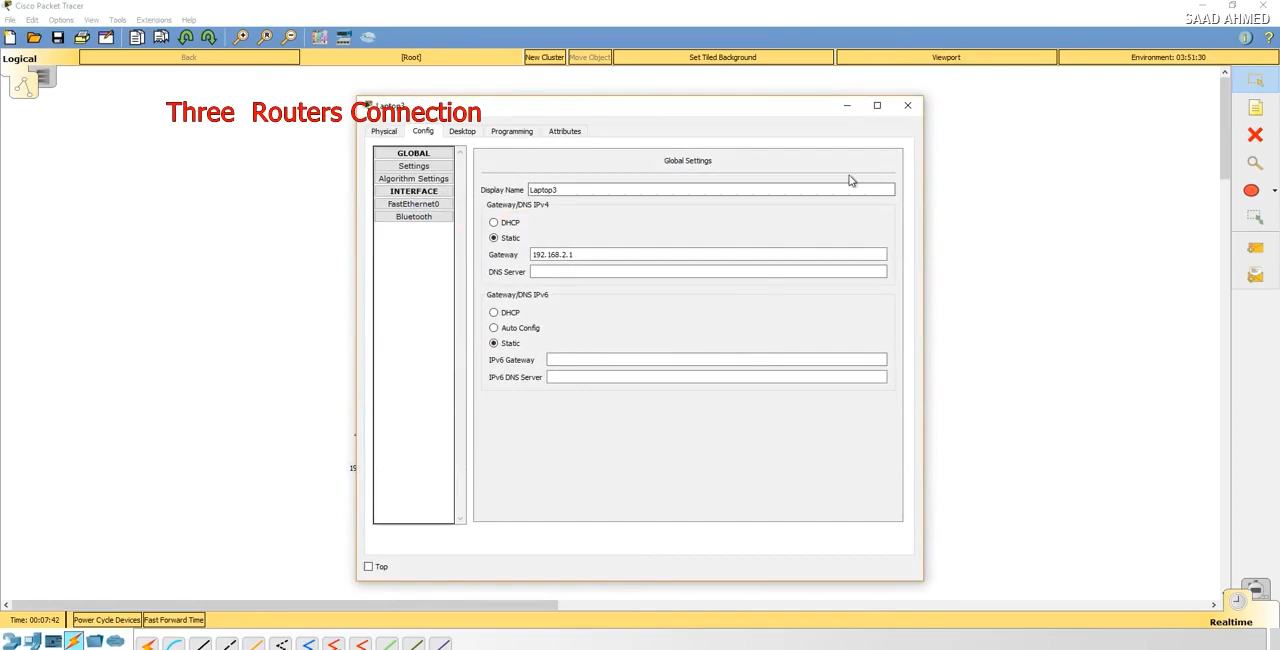 Cisco Packet Tracer
File Edit Options View Tools Extensions Help
SAAD AHMED
Logical
Back
[Root]
New Cluster
Move Object
Set Tiled Background
Viewport
Environment: 03:51:30
Three Routers Connection
Laptop3
Physical Config Desktop Programming Attributes
GLOBAL
Settings
Algorithm Settings
INTERFACE
FastEthernet0
Bluetooth
Global Settings
Display Name Laptop3
Gateway/DNS IPv4
DHCP
Static
Gateway 192.168.2.1
DNS Server
Gateway/DNS IPv6
DHCP
Auto Config
Static
IPv6 Gateway
IPv6 DNS Server
19
Top
Time: 00:07:42
Power Cycle Devices
Fast Forward Time
Realtime